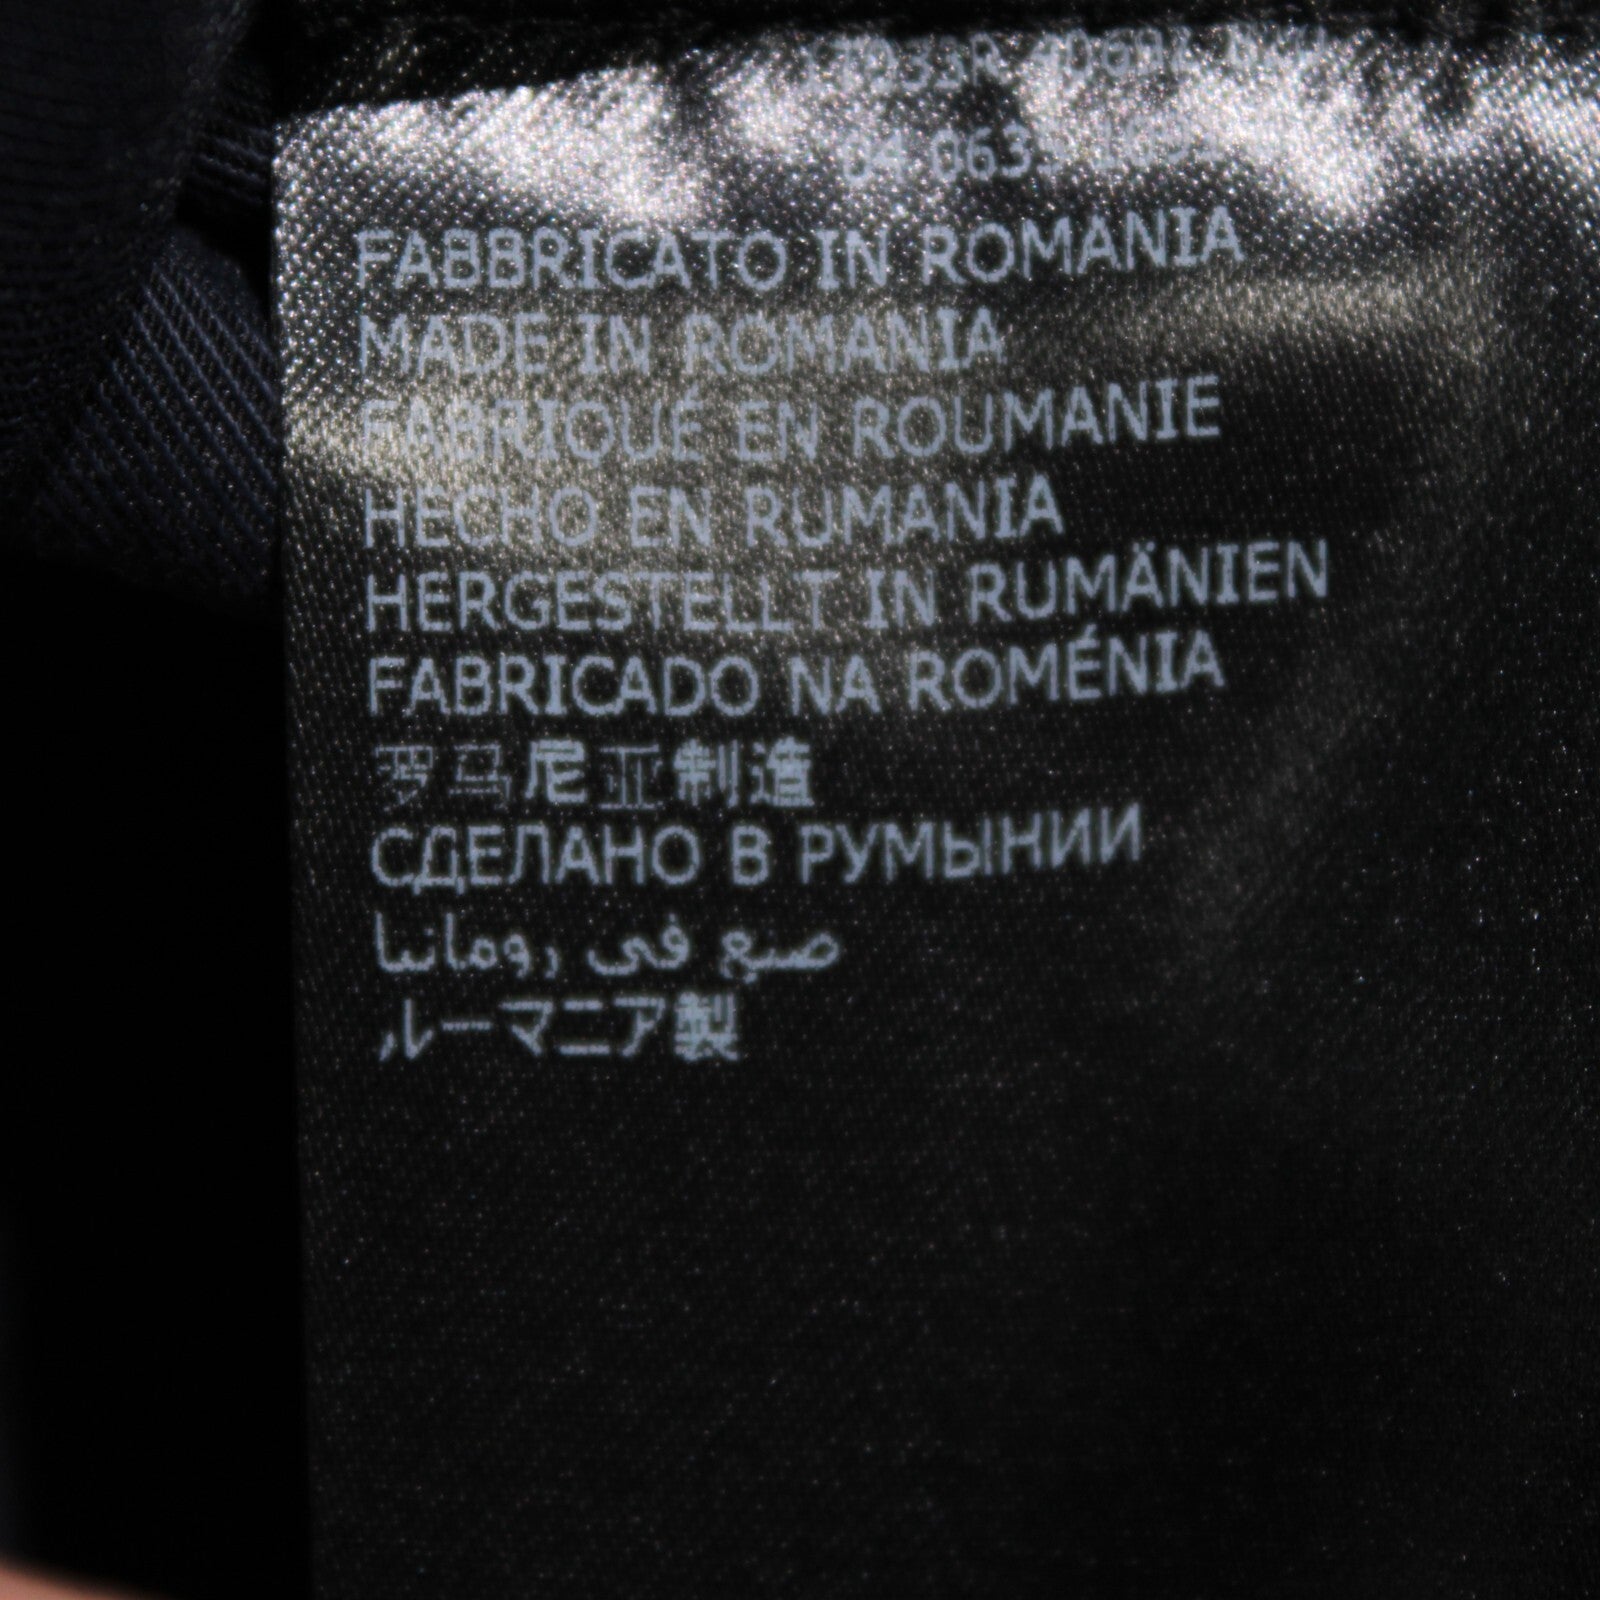 FABBRICATO IN ROMANIA
MADE IN ROMANIA
FABRIQUÉ EN ROUMANIE
HECHO EN RUMANIA
HERGESTELLT IN RUMÄNIEN
FABRICADO NA ROMÉNIA
罗马尼亚制造
СДЕЛАНО В РУМЫНИИ
صنع في رومانيا
ルーマニア製